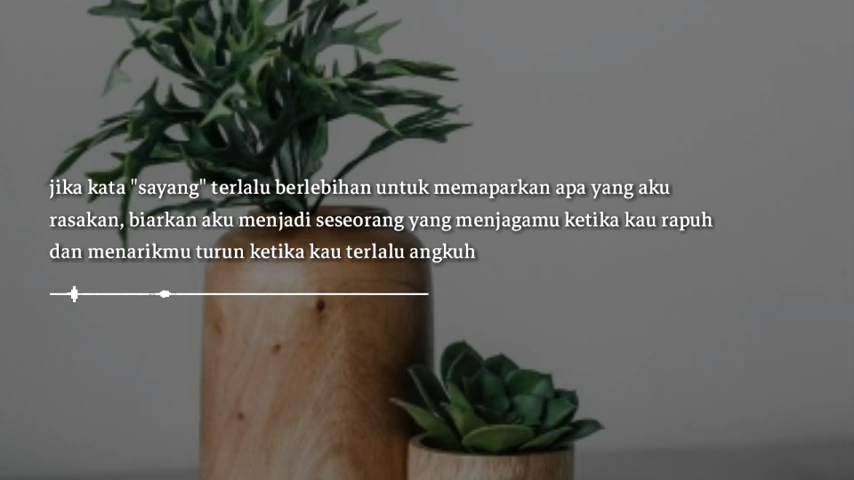 jika kata "sayang" terlalu berlebihan untuk memaparkan apa yang aku
rasakan, biarkan aku menjadi seseorang yang menjagamu ketika kau rapuh
dan menarikmu turun ketika kau terlalu angkuh